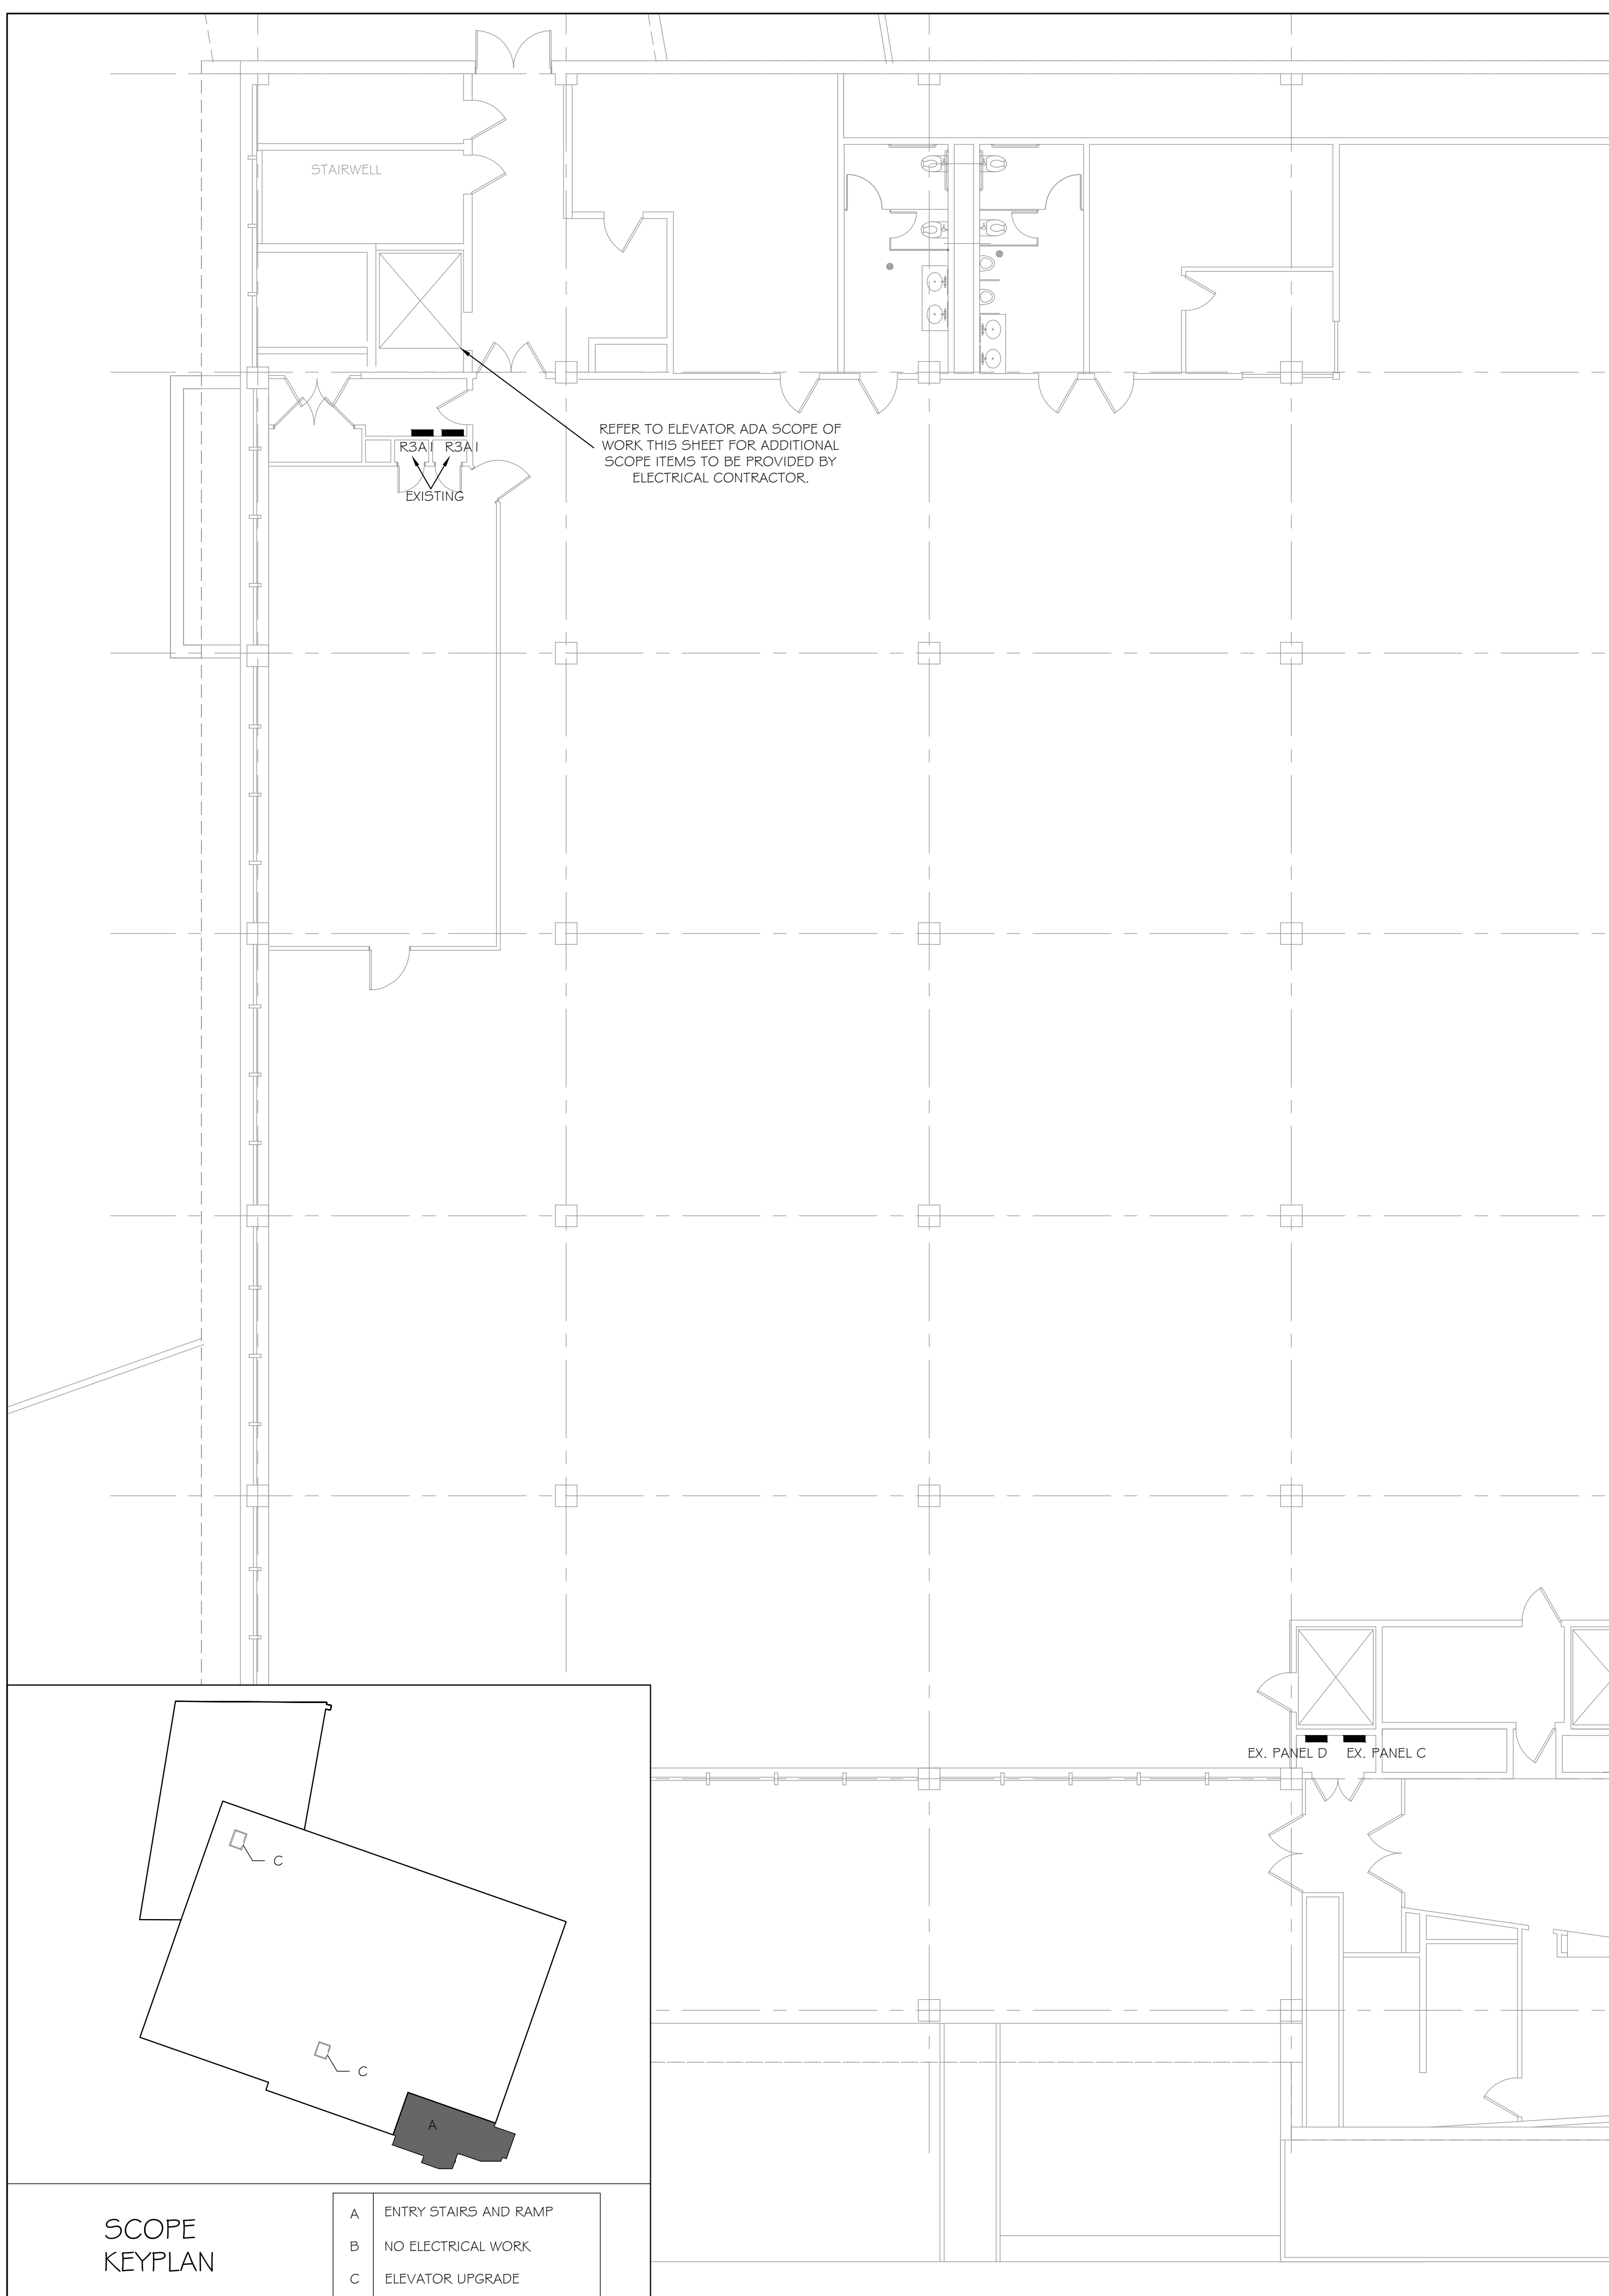 STAIRWELL
REFER TO ELEVATOR ADA SCOPE OF
WORK THIS SHEET FOR ADDITIONAL
SCOPE ITEMS TO BE PROVIDED BY
ELECTRICAL CONTRACTOR.
R3A1 R3A1
EXISTING
EX. PANEL D EX. PANEL C
C
C
A
SCOPE
KEYPLAN
A ENTRY STAIRS AND RAMP
B NO ELECTRICAL WORK
C ELEVATOR UPGRADE